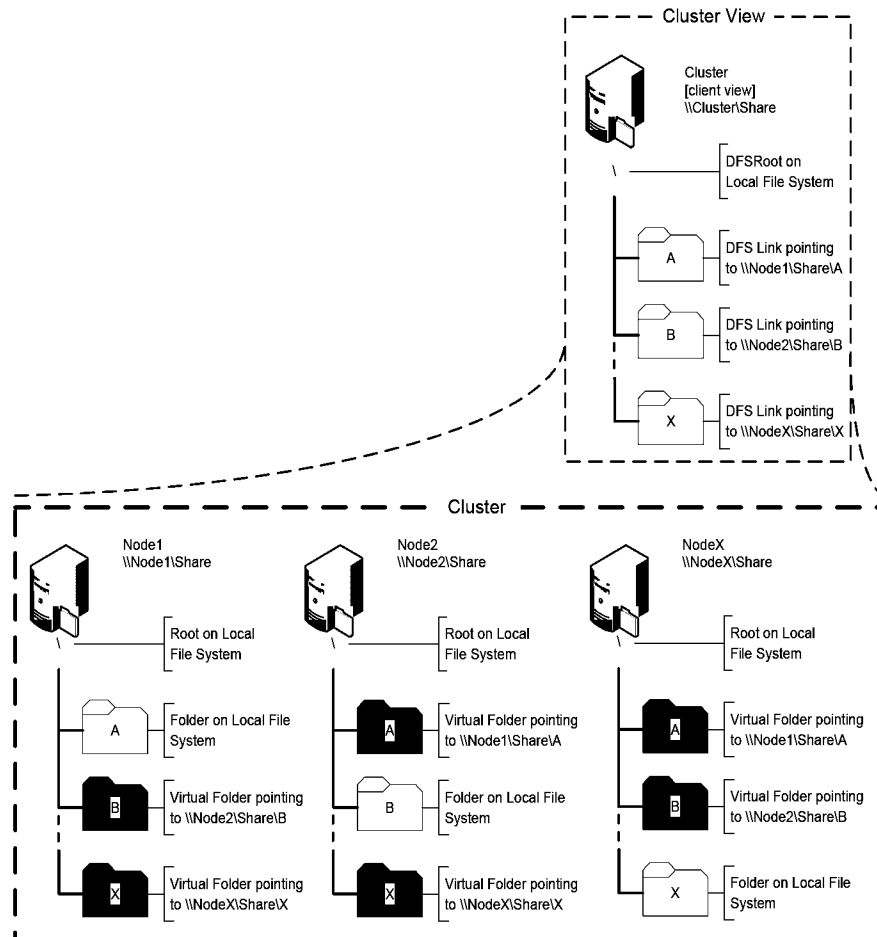 Cluster View
Cluster
[client view]
\\Cluster\Share
\
DFSRoot on
Local File System
A
DFS Link pointing
to \\Node1\Share\A
B
DFS Link pointing
to \\Node2\Share\B
X
DFS Link pointing
to \\NodeX\Share\X
Cluster
Node1
\\Node1\Share
\
Root on Local
File System
A
Folder on Local File
System
B
Virtual Folder pointing
to \\Node2\Share\B
X
Virtual Folder pointing
to \\NodeX\Share\X
Node2
\\Node2\Share
\
Root on Local
File System
A
Virtual Folder pointing
to \\Node1\Share\A
B
Folder on Local File
System
X
Virtual Folder pointing
to \\NodeX\Share\X
NodeX
\\NodeX\Share
\
Root on Local
File System
A
Virtual Folder pointing
to \\Node1\Share\A
B
Virtual Folder pointing
to \\Node2\Share\B
X
Folder on Local File
System